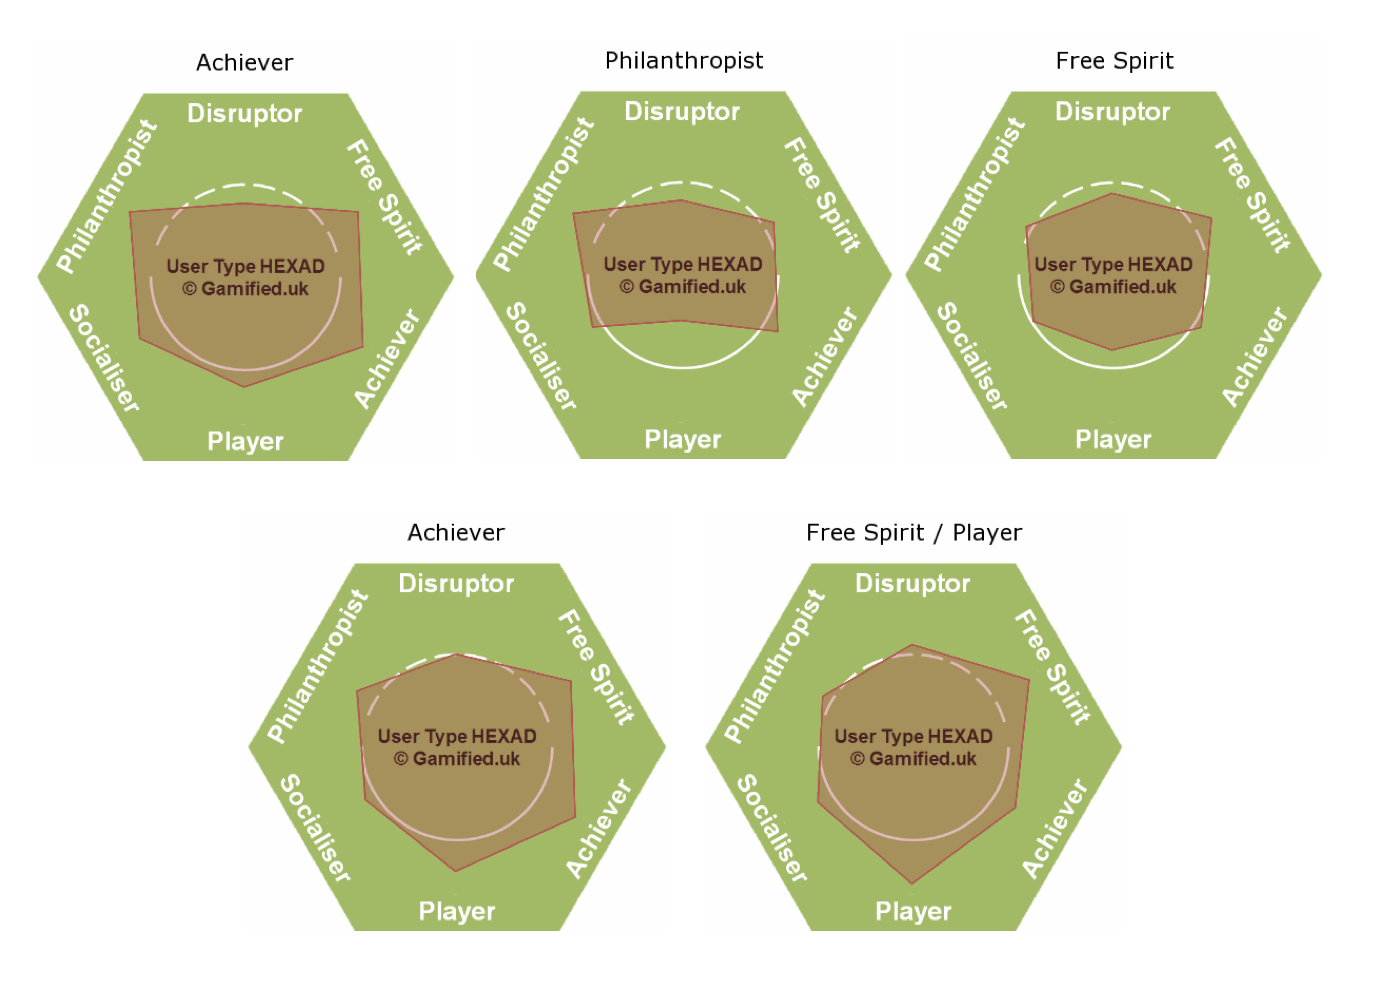 Achiever
Disruptor
Philanthropist
Free Spirit
User Type HEXAD
© Gamified.uk
Socialiser
Achiever
Player
Philanthropist
Disruptor
Philanthropist
Free Spirit
User Type HEXAD
© Gamified.uk
Socialiser
Achiever
Player
Free Spirit
Disruptor
Philanthropist
Free Spirit
User Type HEXAD
© Gamified.uk
Socialiser
Achiever
Player
Achiever
Disruptor
Philanthropist
Free Spirit
User Type HEXAD
© Gamified.uk
Socialiser
Achiever
Player
Free Spirit / Player
Disruptor
Philanthropist
Free Spirit
User Type HEXAD
© Gamified.uk
Socialiser
Achiever
Player